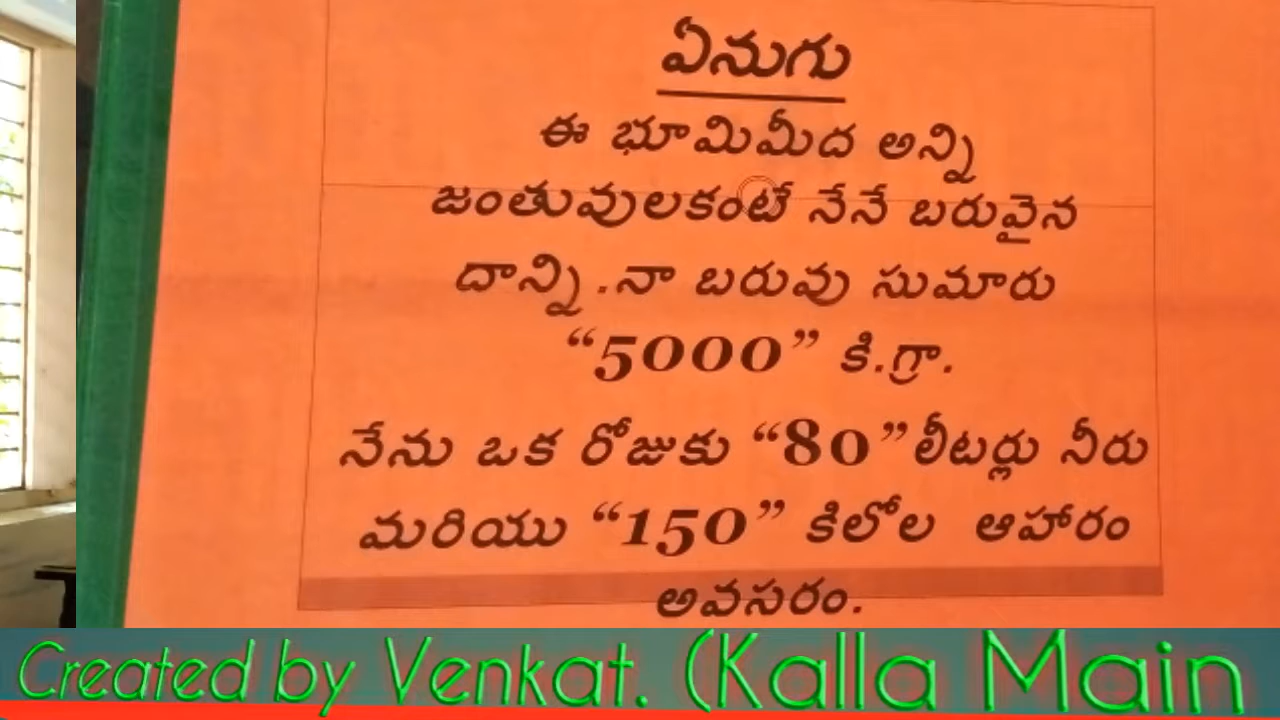 ఏనుగు
ఈ భూమిమీద అన్ని
జంతువులకంటే నేనే బరువైన
దాన్ని .నా బరువు సుమారు
“5000” కి.గ్రా.
నేను ఒక రోజుకు “80”లీటర్లు నీరు
మరియు “150” కిలోల ఆహారం
అవసరం.
Created by Venkat. (Kalla Main